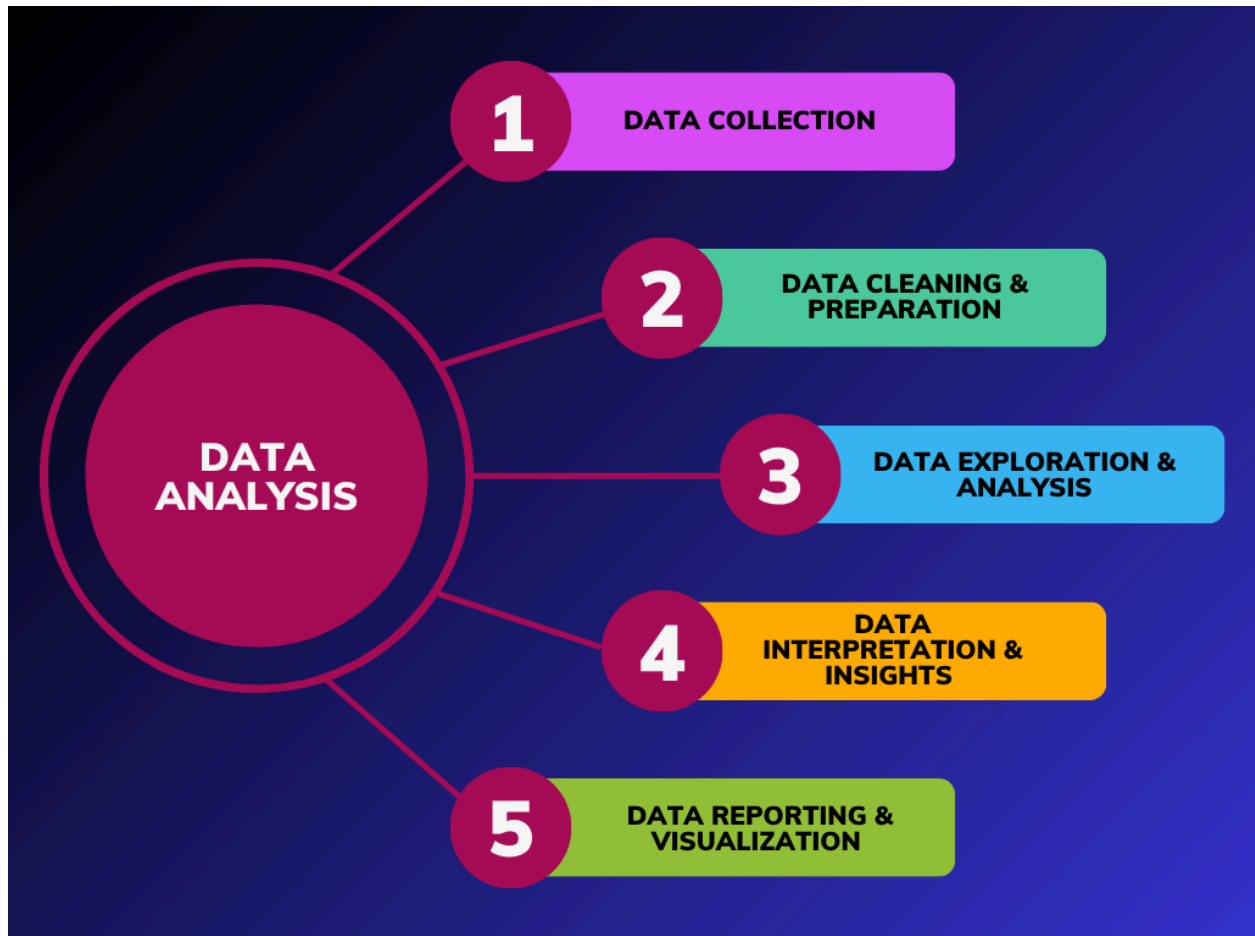 1
DATA COLLECTION
2
DATA CLEANING &
PREPARATION
DATA
ANALYSIS
3
DATA EXPLORATION &
ANALYSIS
4
DATA
INTERPRETATION &
INSIGHTS
5
DATA REPORTING &
VISUALIZATION